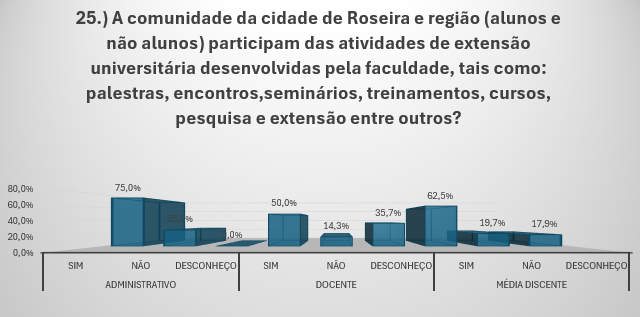 25.) A comunidade da cidade de Roseira e região (alunos e
não alunos) participam das atividades de extensão
universitária desenvolvidas pela faculdade, tais como:
palestras, encontros,seminários, treinamentos, cursos,
pesquisa e extensão entre outros?
80,0%
60,0%
40,0%
20,0%
0,0%
75,0%
50,0%
14,3%
35,7%
62,5%
19,7%
17,9%
SIM NÃO DESCONHEÇO SIM NÃO DESCONHEÇO SIM NÃO DESCONHEÇO
ADMINISTRATIVO DOCENTE MÉDIA DISCENTE